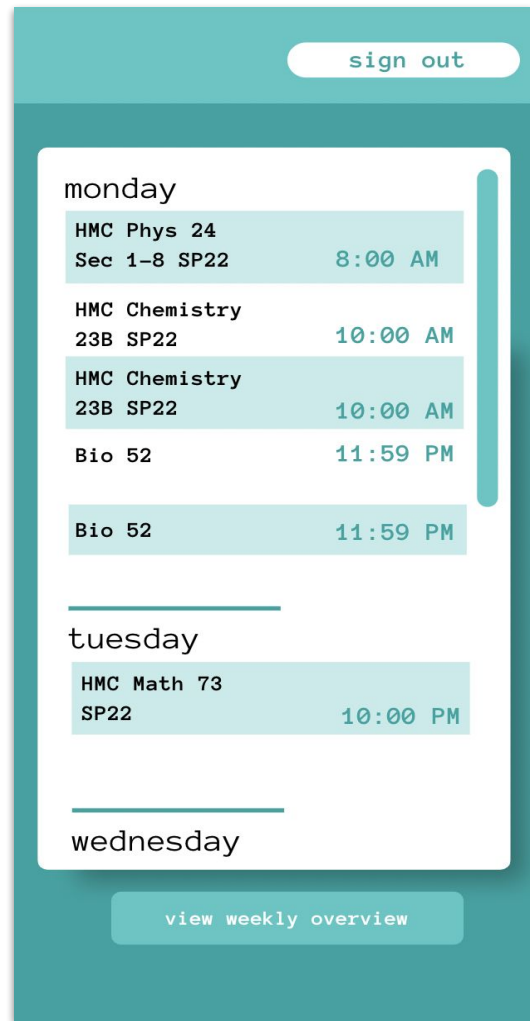 sign out
monday
HMC Phys 24
Sec 1-8 SP22 8:00 AM
HMC Chemistry
23B SP22 10:00 AM
HMC Chemistry
23B SP22 10:00 AM
Bio 52 11:59 PM
Bio 52 11:59 PM
tuesday
HMC Math 73
SP22 10:00 PM
wednesday
view weekly overview